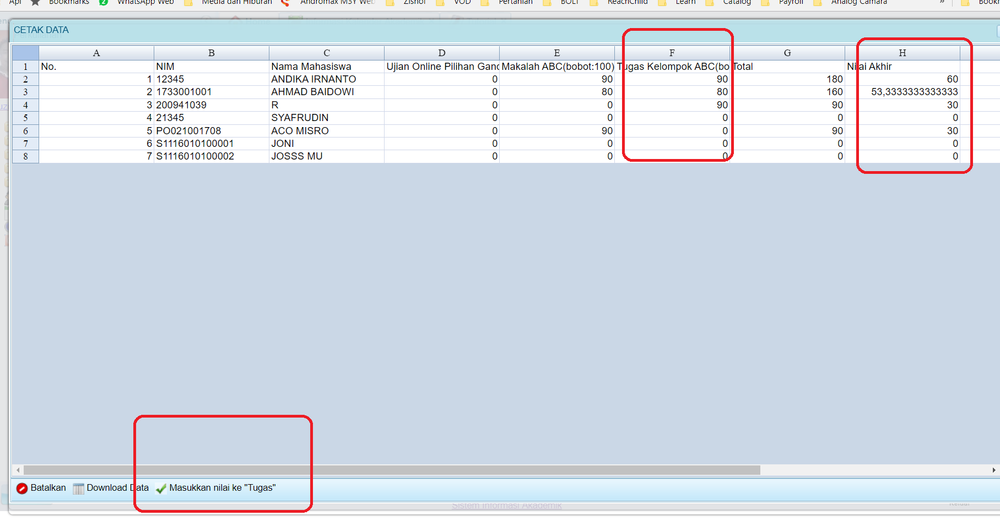 Api Bookmarks WhatsApp Web Media dan Hiburan Andromax M3Y Web Zishof VOD Pertanian BOLT ReachChild Learn Catalog Payroll Analog Camara »
CETAK DATA
A B C D E F G H
1 No. NIM Nama Mahasiswa Ujian Online Pilihan Ganc Makalah ABC(bobot:100) Tugas Kelompok ABC(bo Total Nilai Akhir
2 1 12345 ANDIKA IRNANTO 0 90 90 180 60
3 2 1733001001 AHMAD BAIDOWI 0 80 80 160 53,3333333333333
4 3 200941039 R 0 0 90 90 30
5 4 21345 SYAFRUDIN 0 0 0 0 0
6 5 PO021001708 ACO MISRO 0 90 0 90 30
7 6 S1116010100001 JONI 0 0 0 0 0
8 7 S1116010100002 JOSSS MU 0 0 0 0 0
Batalkan Download Data Masukkan nilai ke "Tugas"
Sistem Informasi Akademik Keluar